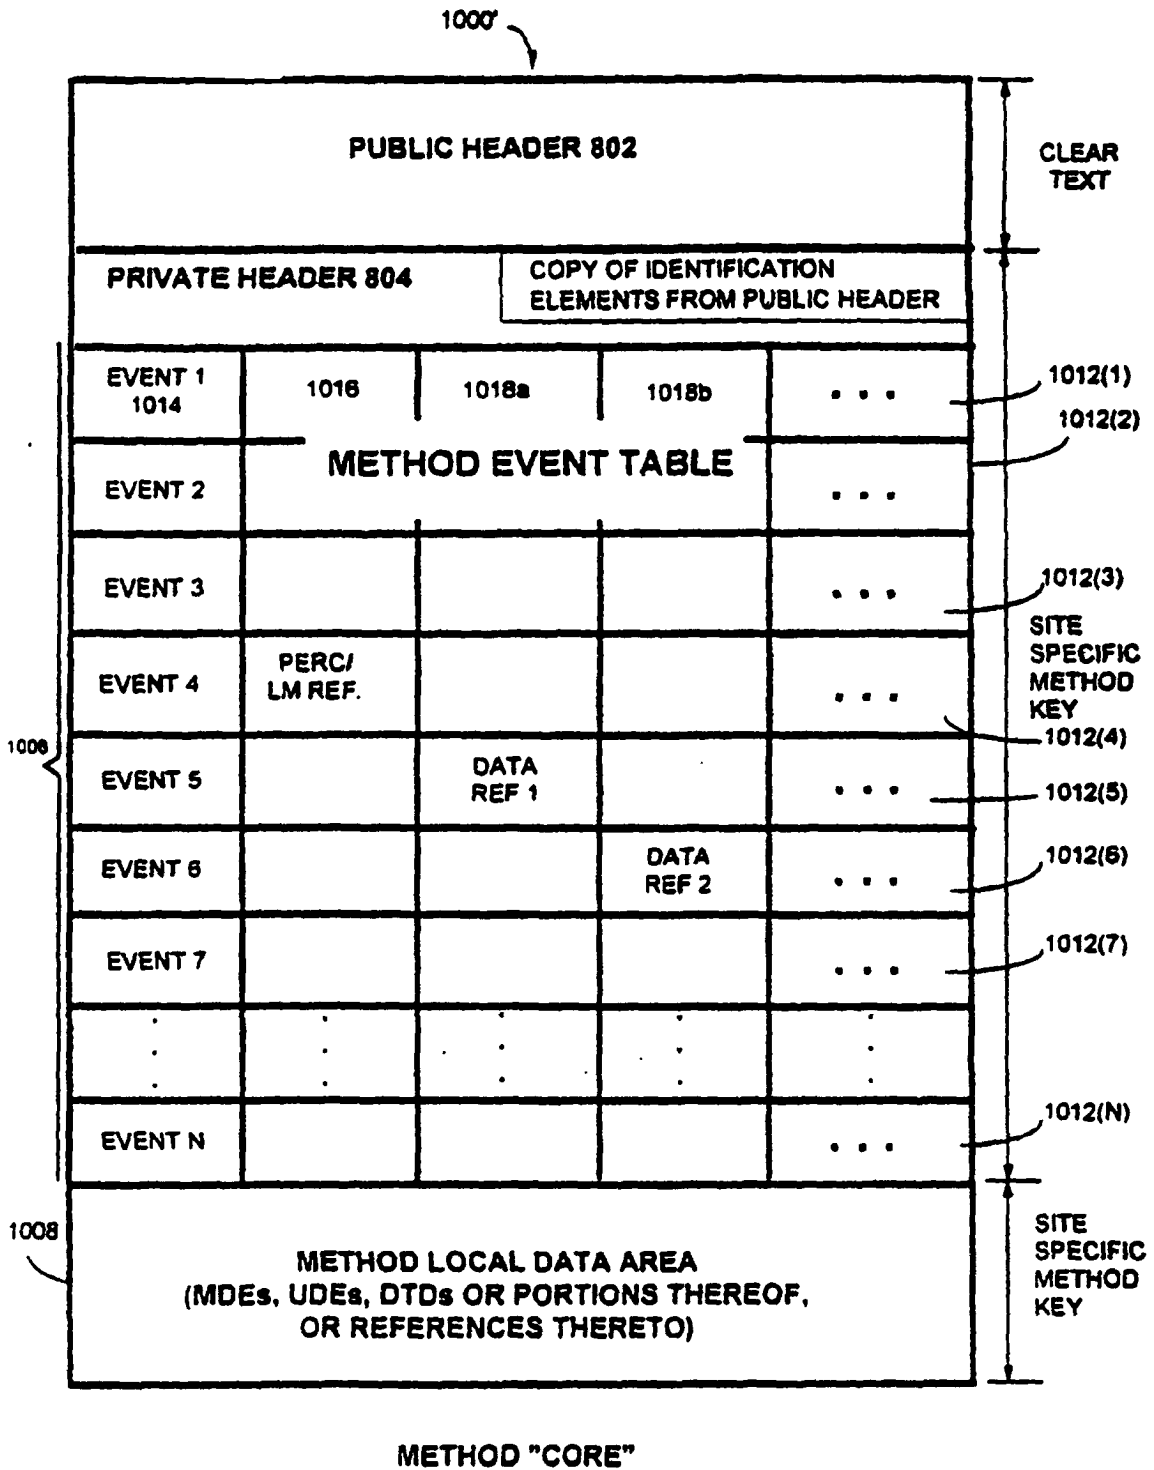 1000'
PUBLIC HEADER 802
CLEAR
TEXT
PRIVATE HEADER 804
COPY OF IDENTIFICATION
ELEMENTS FROM PUBLIC HEADER
EVENT 1
1014
1016
1018a
1018b
. . .
1012(1)
1012(2)
METHOD EVENT TABLE
EVENT 2
. . .
EVENT 3
. . .
1012(3)
SITE
SPECIFIC
METHOD
KEY
EVENT 4
PERC/
LM REF.
. . .
1012(4)
1006
EVENT 5
DATA
REF 1
. . .
1012(5)
EVENT 6
DATA
REF 2
. . .
1012(6)
EVENT 7
. . .
1012(7)
EVENT N
. . .
1012(N)
1008
METHOD LOCAL DATA AREA
(MDEs, UDEs, DTDs OR PORTIONS THEREOF,
OR REFERENCES THERETO)
SITE
SPECIFIC
METHOD
KEY
METHOD "CORE"